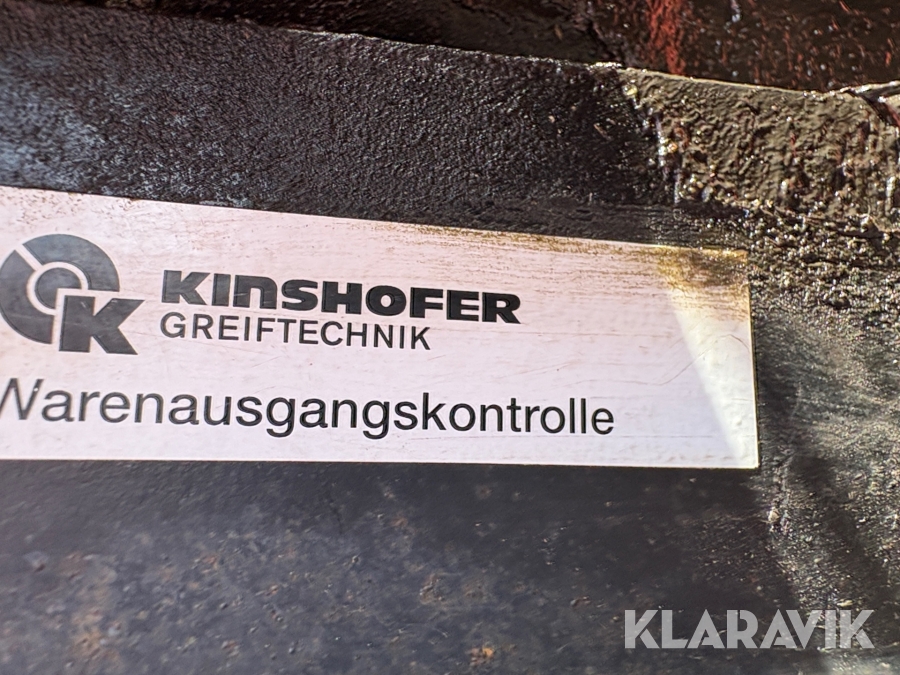 K
KINSHOFER
GREIFTECHNIK
Warenausgangskontrolle
KLARAVIK